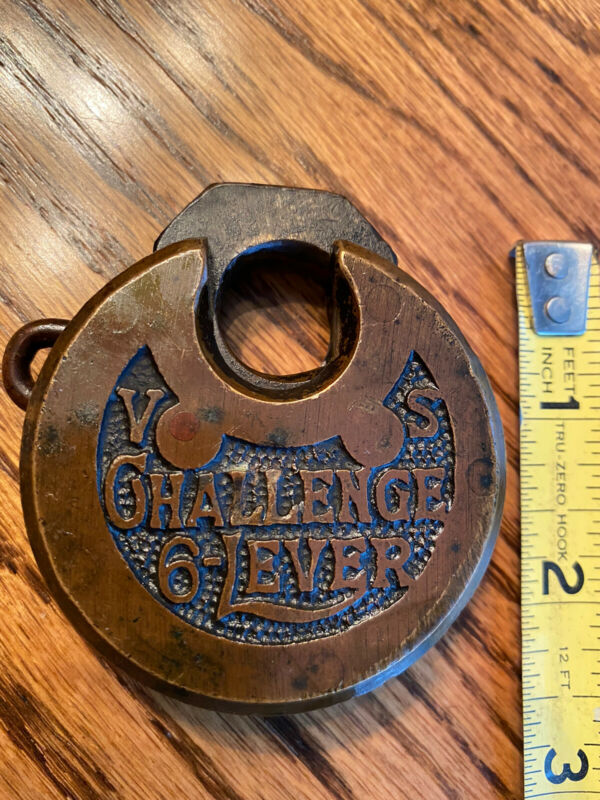 V S
CHALLENGE
6-LEVER
FEET
INCH
1
TRU-ZERO HOOK
2
12 FT
3